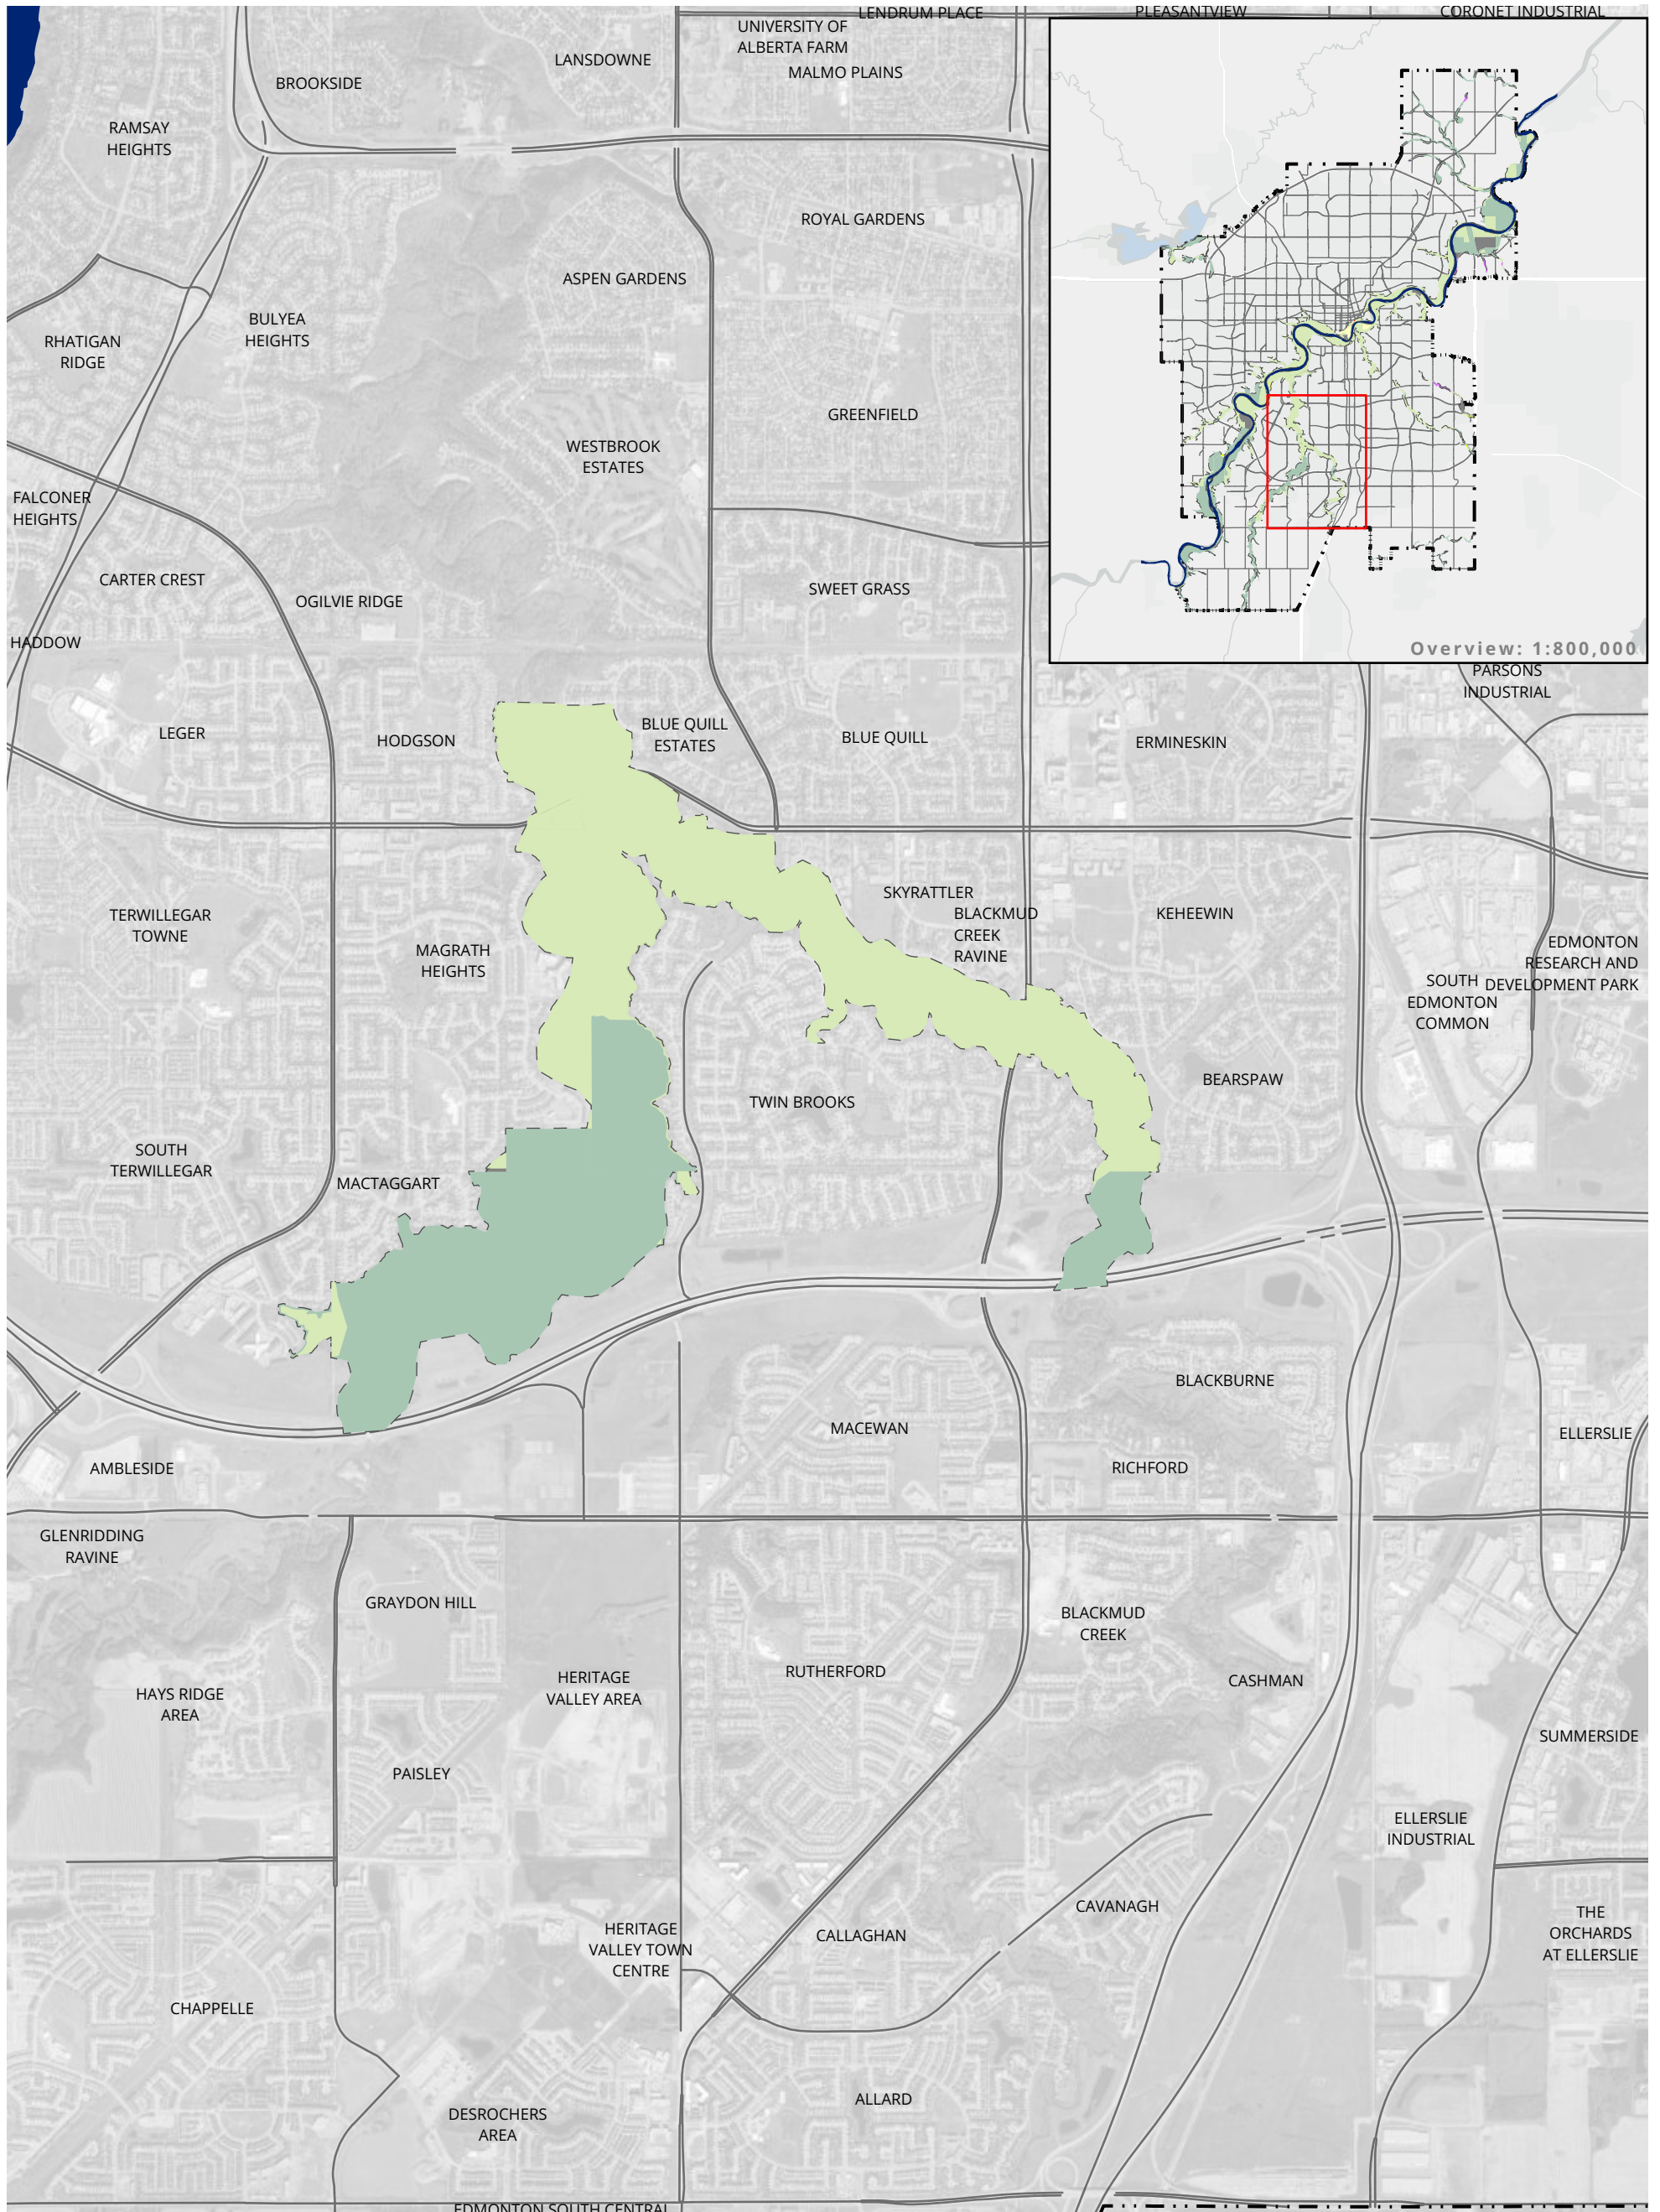 LENDRUM PLACE
PLEASANTVIEW
CORONET INDUSTRIAL
UNIVERSITY OF
ALBERTA FARM
LANSDOWNE
MALMO PLAINS
BROOKSIDE
RAMSAY
HEIGHTS
ROYAL GARDENS
ASPEN GARDENS
BULYEA
HEIGHTS
RHATIGAN
RIDGE
GREENFIELD
WESTBROOK
ESTATES
FALCONER
HEIGHTS
CARTER CREST
OGILVIE RIDGE
SWEET GRASS
HADDOW
Overview: 1:800,000
PARSONS
INDUSTRIAL
LEGER
HODGSON
BLUE QUILL
ESTATES
BLUE QUILL
ERMINESKIN
SKYRATTLER
TERWILLEGAR
TOWNE
BLACKMUD
CREEK
RAVINE
KEHEEWIN
MAGRATH
HEIGHTS
EDMONTON
RESEARCH AND
DEVELOPMENT PARK
SOUTH
EDMONTON
COMMON
BEARSPAW
TWIN BROOKS
SOUTH
TERWILLEGAR
MACTAGGART
BLACKBURNE
MACEWAN
ELLERSLIE
AMBLESIDE
RICHFORD
GLENRIDDING
RAVINE
GRAYDON HILL
BLACKMUD
CREEK
RUTHERFORD
HERITAGE
VALLEY AREA
CASHMAN
HAYS RIDGE
AREA
SUMMERSIDE
PAISLEY
ELLERSLIE
INDUSTRIAL
CAVANAGH
THE
ORCHARDS
AT ELLERSLIE
HERITAGE
VALLEY TOWN
CENTRE
CALLAGHAN
CHAPPELLE
ALLARD
DESROCHERS
AREA
EDMONTON SOUTH CENTRAL